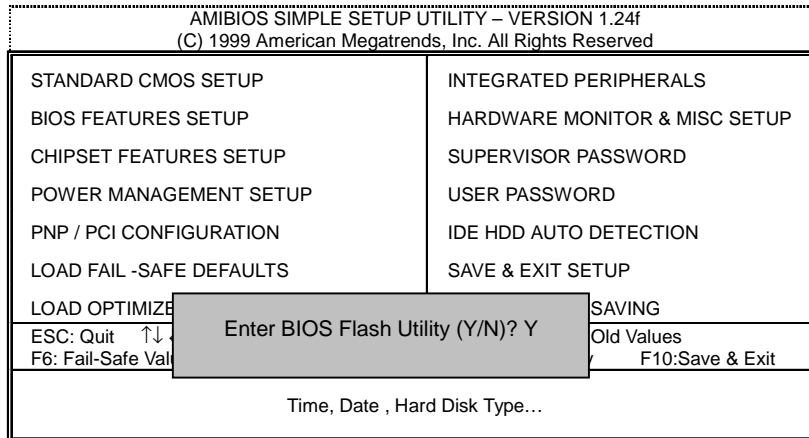 AMIBIOS SIMPLE SETUP UTILITY – VERSION 1.24f
(C) 1999 American Megatrends, Inc. All Rights Reserved
STANDARD CMOS SETUP
INTEGRATED PERIPHERALS
BIOS FEATURES SETUP
HARDWARE MONITOR & MISC SETUP
CHIPSET FEATURES SETUP
SUPERVISOR PASSWORD
POWER MANAGEMENT SETUP
USER PASSWORD
PNP / PCI CONFIGURATION
IDE HDD AUTO DETECTION
LOAD FAIL -SAFE DEFAULTS
SAVE & EXIT SETUP
LOAD SAVING
Enter BIOS Flash Utility (Y/N)? Y
ESC: Quit ↑↓ Old Values
F6: Fail-Safe F10:Save & Exit
Time, Date , Hard Disk Type…